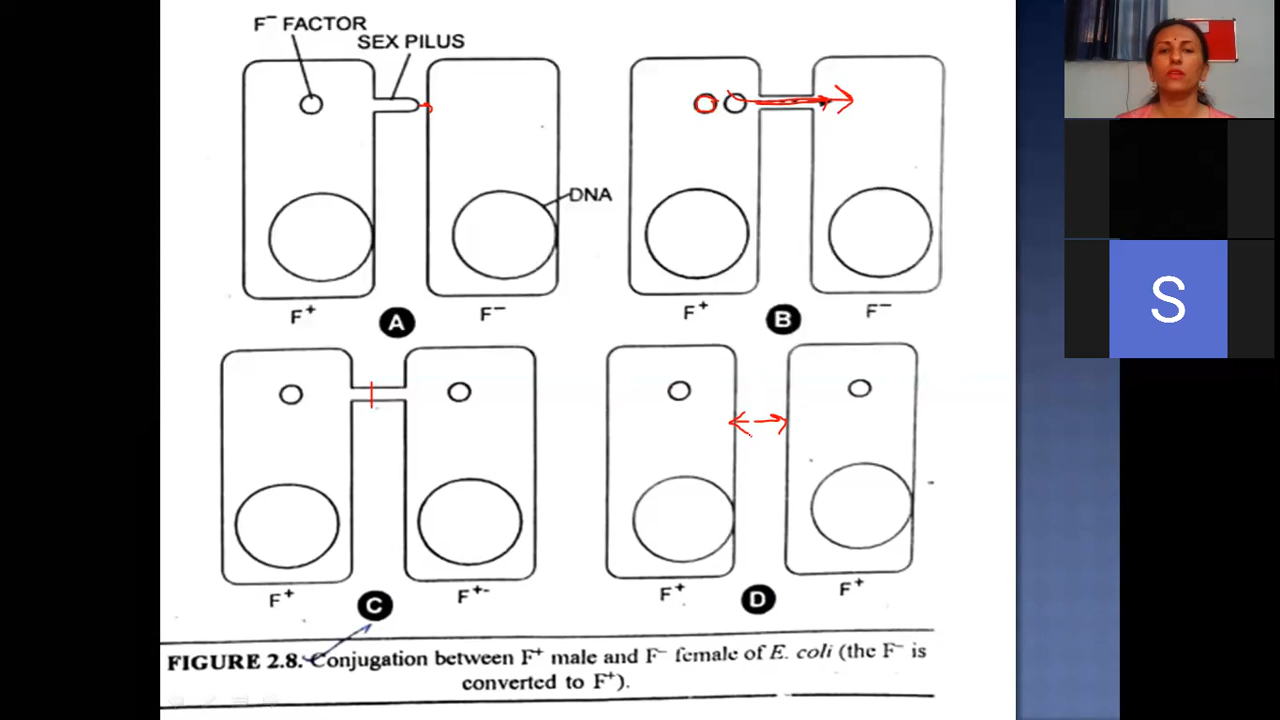 F⁻ FACTOR
SEX PILUS
DNA
F⁺
A
F⁻
F⁺
B
F⁻
F⁺
C
F⁺⁻
F⁺
D
F⁺
FIGURE 2.8. Conjugation between F⁺ male and F⁻ female of E. coli (the F⁻ is
converted to F⁺).
S